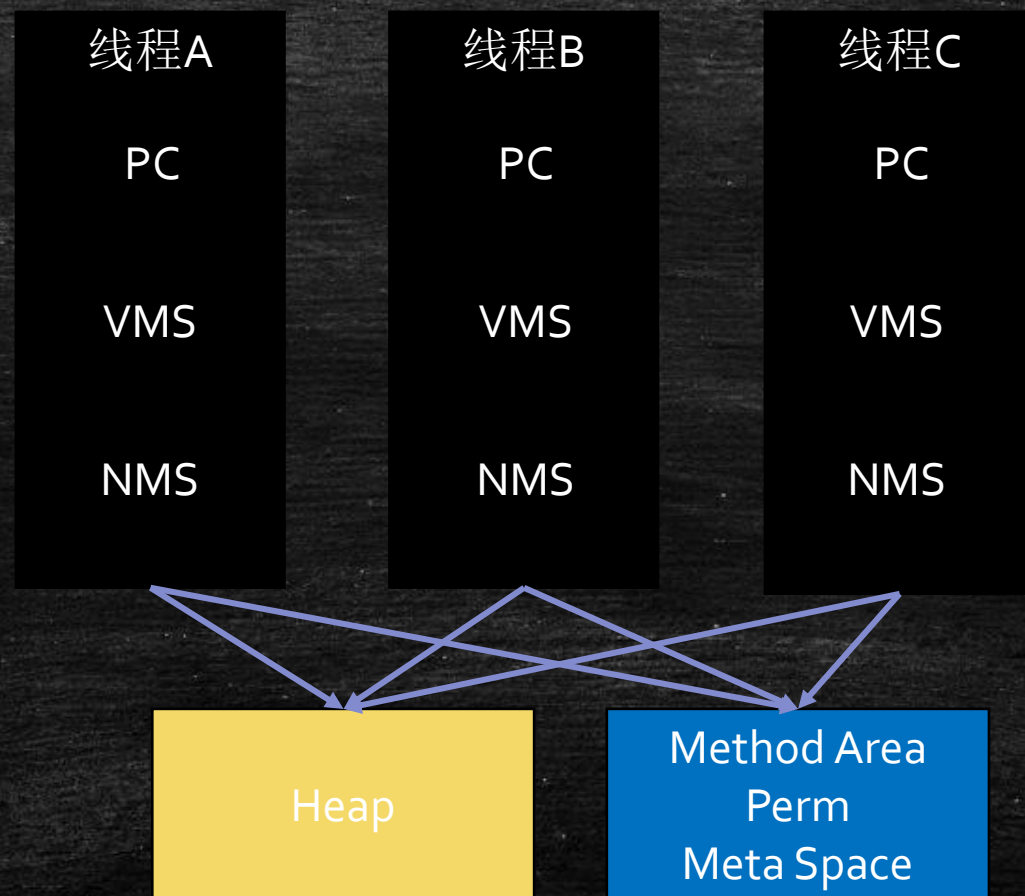 线程A
PC
VMS
NMS
线程B
PC
VMS
NMS
线程C
PC
VMS
NMS
Heap
Method Area
Perm
Meta Space